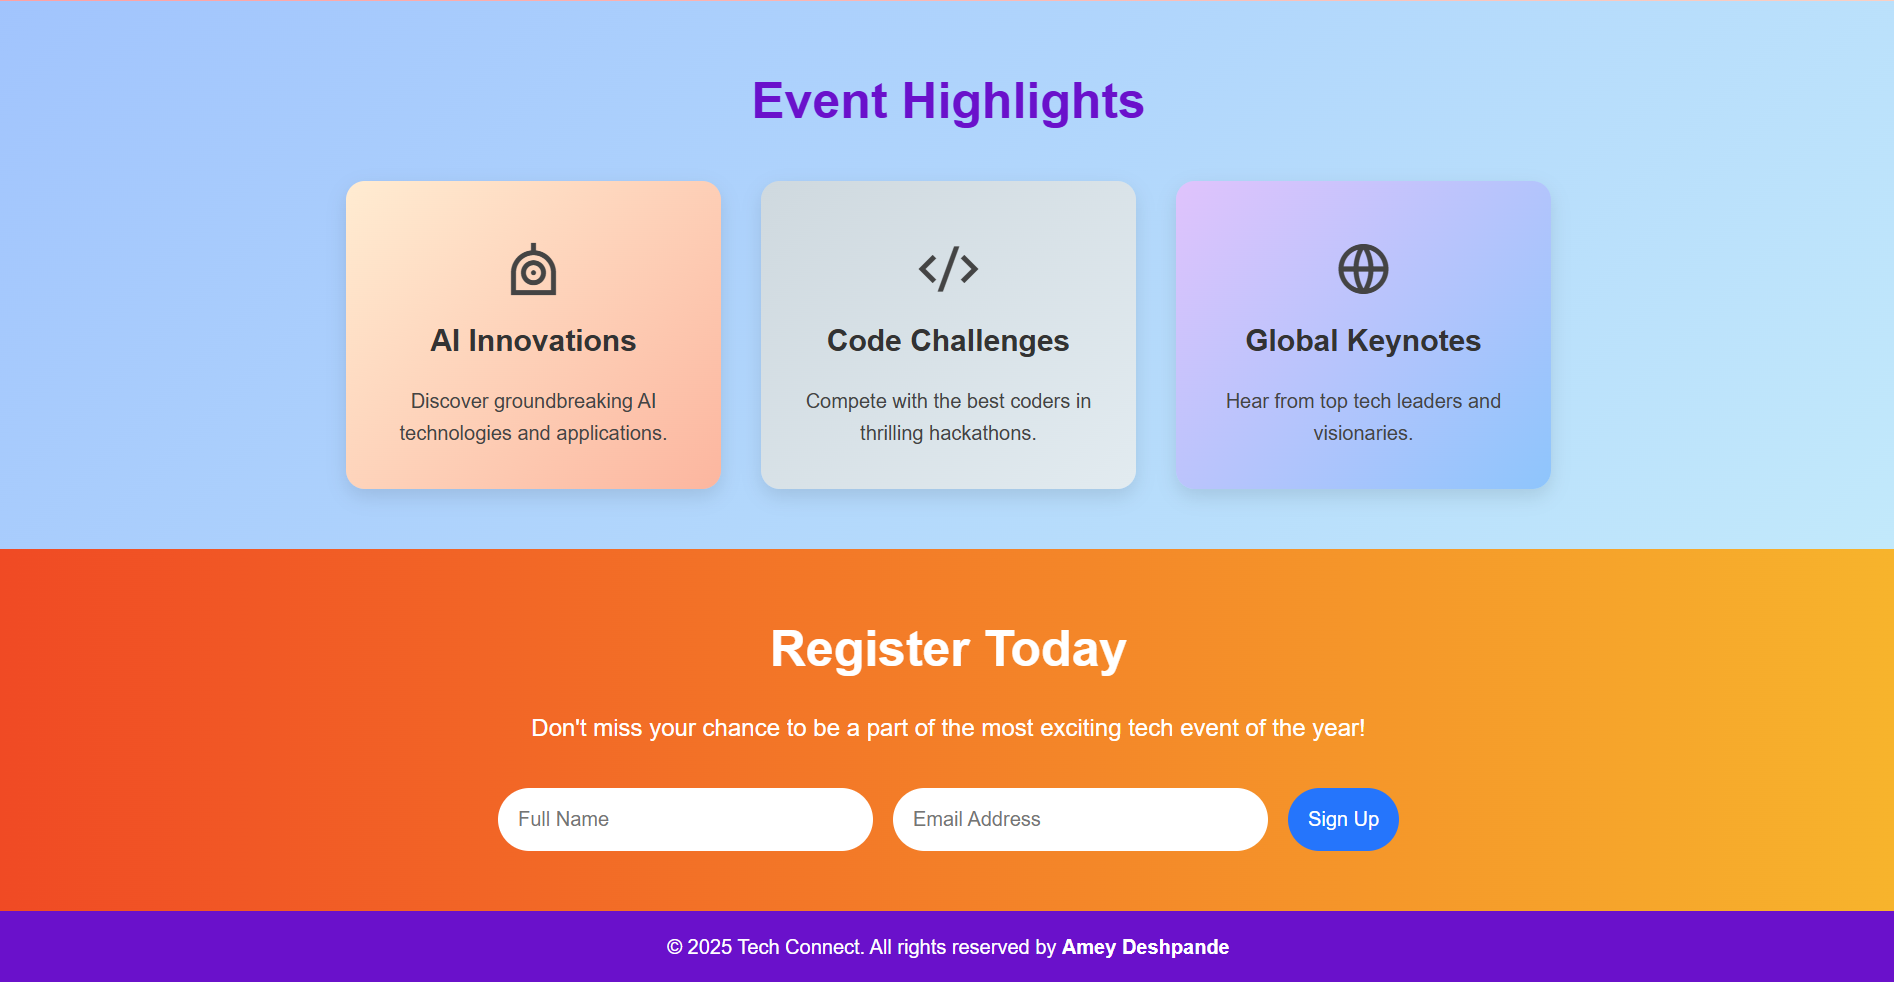 Event Highlights
AI Innovations
Discover groundbreaking AI
technologies and applications.
Code Challenges
Compete with the best coders in
thrilling hackathons.
Global Keynotes
Hear from top tech leaders and
visionaries.
Register Today
Don't miss your chance to be a part of the most exciting tech event of the year!
Full Name
Email Address
Sign Up
© 2025 Tech Connect. All rights reserved by Amey Deshpande